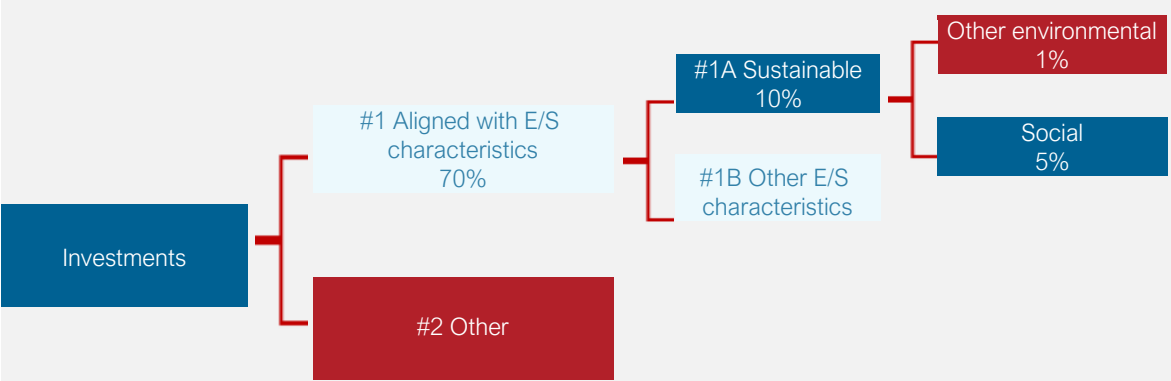 Investments
#1 Aligned with E/S
characteristics
70%
#2 Other
#1A Sustainable
10%
#1B Other E/S
characteristics
Other environmental
1%
Social
5%